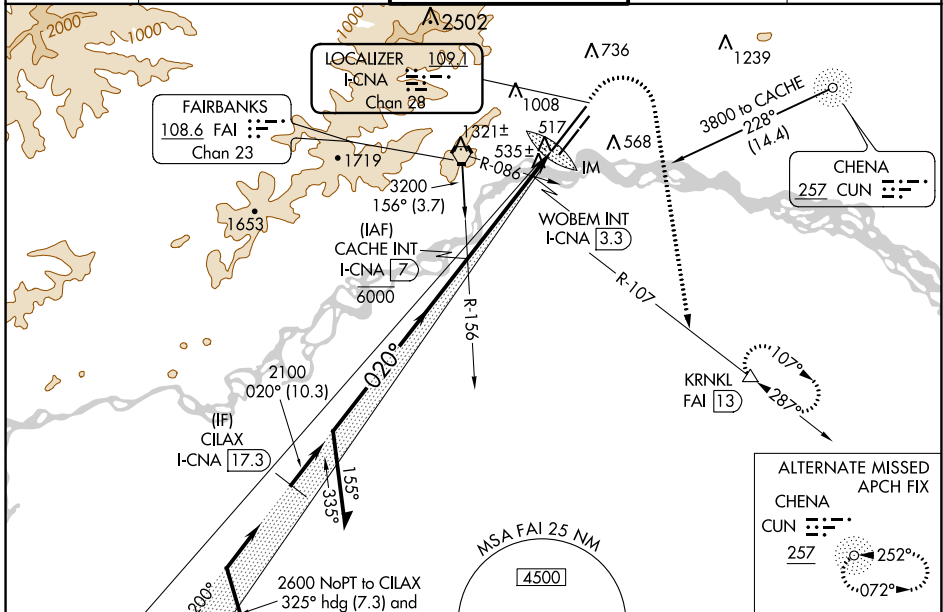 2000
1000
1000
2502
LOCALIZER 109.1
I-CNA
Chan 28
736
1239
1008
FAIRBANKS
108.6 FAI
Chan 23
3800 to CACHE
228°
(14.4)
1321±
517
535±
568
R-086
IM
1719
CHENA
257 CUN
3200
156° (3.7)
1653
(IAF)
CACHE INT
I-CNA 7
6000
WOBEM INT
I-CNA 3.3
R-107
R-156
020°
2100
020° (10.3)
107°
KRNKL
FAI 13
287°
(IF)
CILAX
I-CNA 17.3
155°
335°
ALTERNATE MISSED
APCH FIX
CHENA
CUN
257
252°
072°
MSA FAI 25 NM
4500
200°
2600 NoPT to CILAX
325° hdg (7.3) and